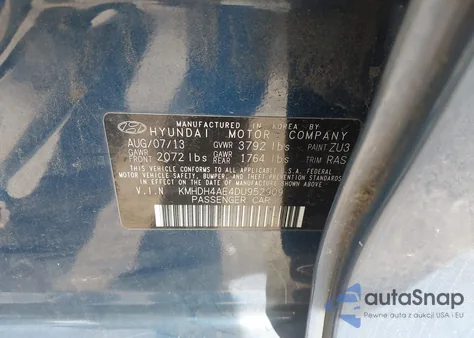 MANUFACTURED IN KOREA BY
HYUNDAI MOTOR COMPANY
AUG/07/13 GVWR 3792 lbs PAINT ZU3
GAWR FRONT 2072 lbs GAWR REAR 1764 lbs TRIM RAS
THIS VEHICLE CONFORMS TO ALL APPLICABLE U.S.A. FEDERAL
MOTOR VEHICLE SAFETY, BUMPER, AND THEFT
PREVENTION STANDARDS IN EFFECT ON THE DATE OF
MANUFACTURE SHOWN ABOVE.
V.I.N
PASSENGER CAR
autaSnap
Pewne auta z aukcji USA i EU